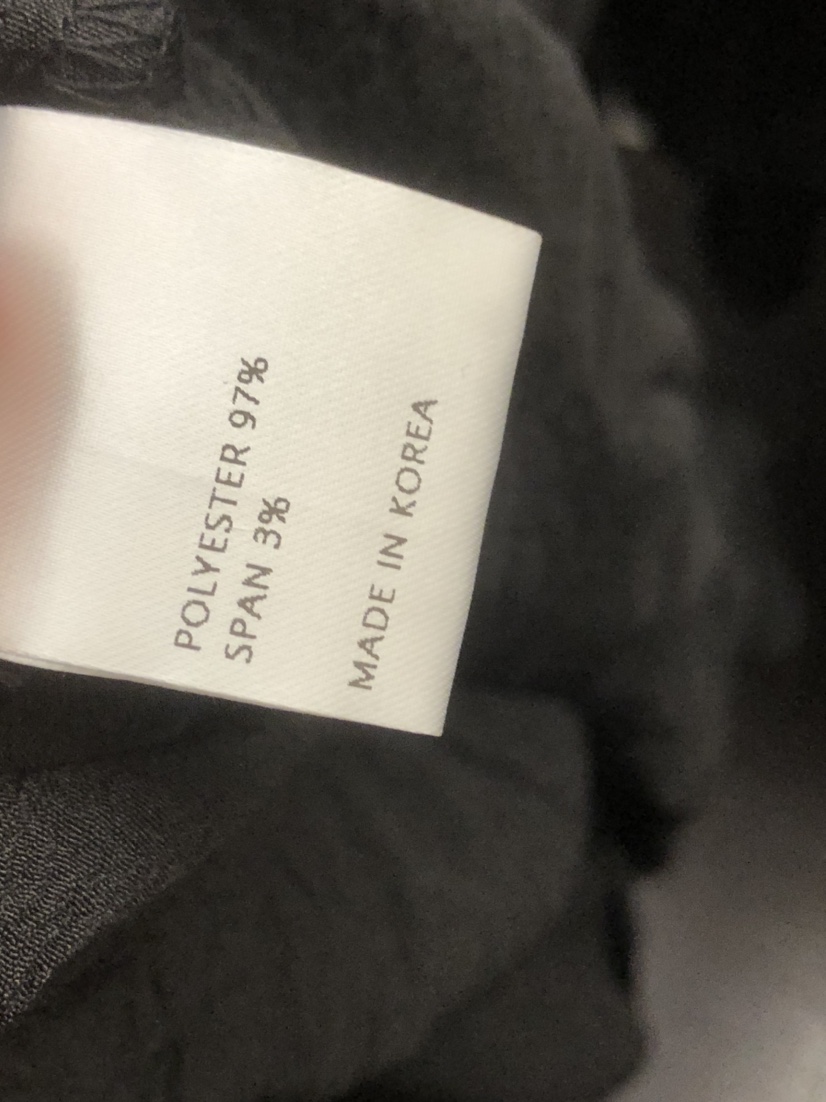 POLYESTER 97%
SPAN 3%
MADE IN KOREA